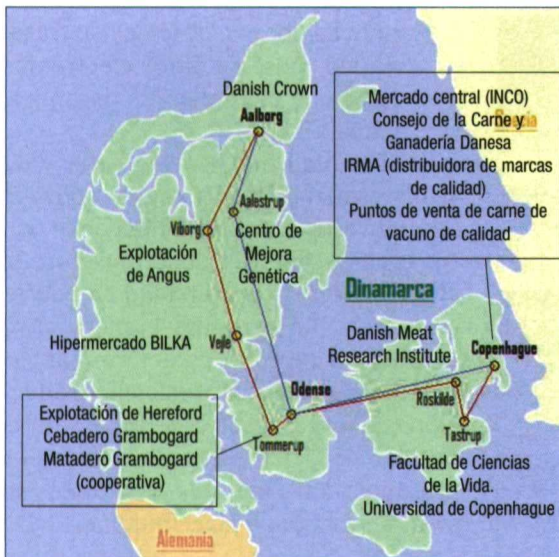 Danish Crown
Aalborg
Mercado central (INCO)
Consejo de la Carne y
Ganadería Danesa
IRMA (distribuidora de marcas
de calidad)
Puntos de venta de carne de
vacuno de calidad
Aalestrup
Viborg
Centro de
Mejora
Genética
Explotación
de Angus
Dinamarca
Hipermercado BILKA
Vejle
Danish Meat
Research Institute
Copenhague
Odense
Roskilde
Explotación de Hereford
Cebadero Grambogard
Matadero Grambogard
(cooperativa)
Tommerup
Tastrup
Facultad de Ciencias
de la Vida.
Universidad de Copenhague
Alemania